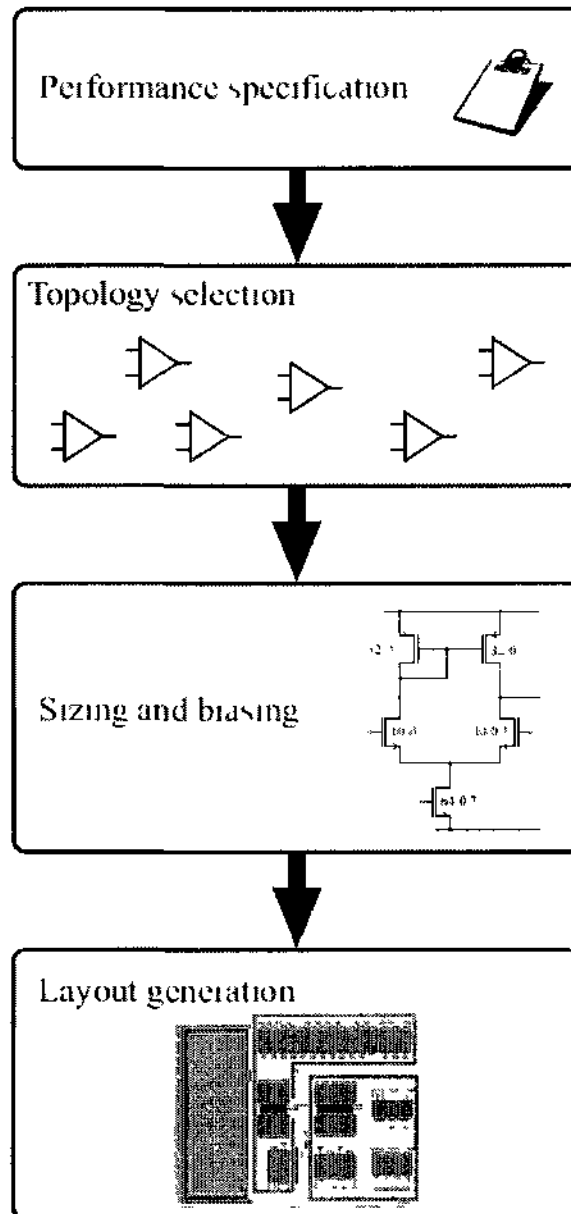 Performance specification
Topology selection
Sizing and biasing
Layout generation